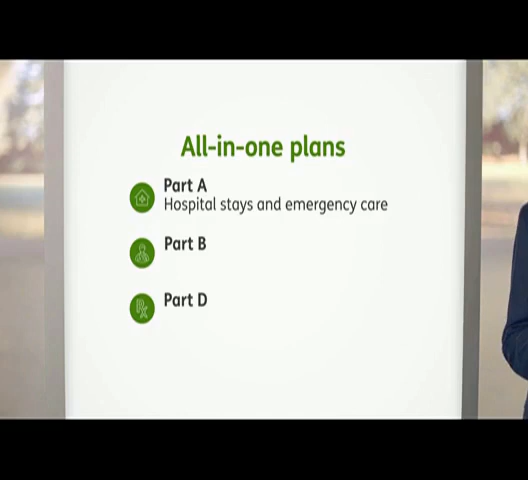 All-in-one plans
Part A
Hospital stays and emergency care
Part B
Part D